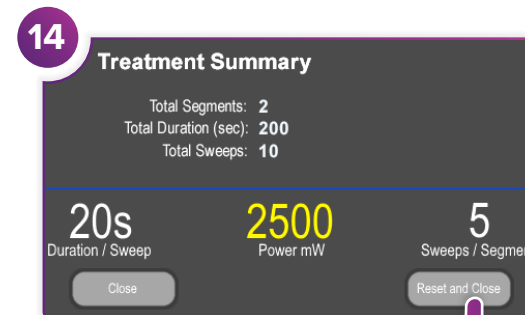 14
Treatment Summary
Total Segments: 2
Total Duration (sec): 200
Total Sweeps: 10
20s
Duration / Sweep
2500
Power mW
5
Sweeps / Segme
Close
Reset and Close